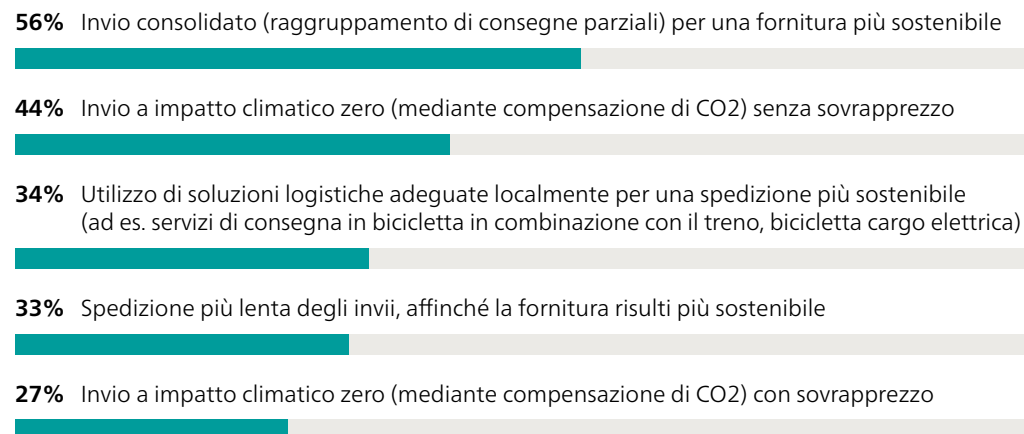 56% Invio consolidato (raggruppamento di consegne parziali) per una fornitura più sostenibile
44% Invio a impatto climatico zero (mediante compensazione di CO2) senza sovrapprezzo
34% Utilizzo di soluzioni logistiche adeguate localmente per una spedizione più sostenibile
(ad es. servizi di consegna in bicicletta in combinazione con il treno, bicicletta cargo elettrica)
33% Spedizione più lenta degli invii, affinché la fornitura risulti più sostenibile
27% Invio a impatto climatico zero (mediante compensazione di CO2) con sovrapprezzo